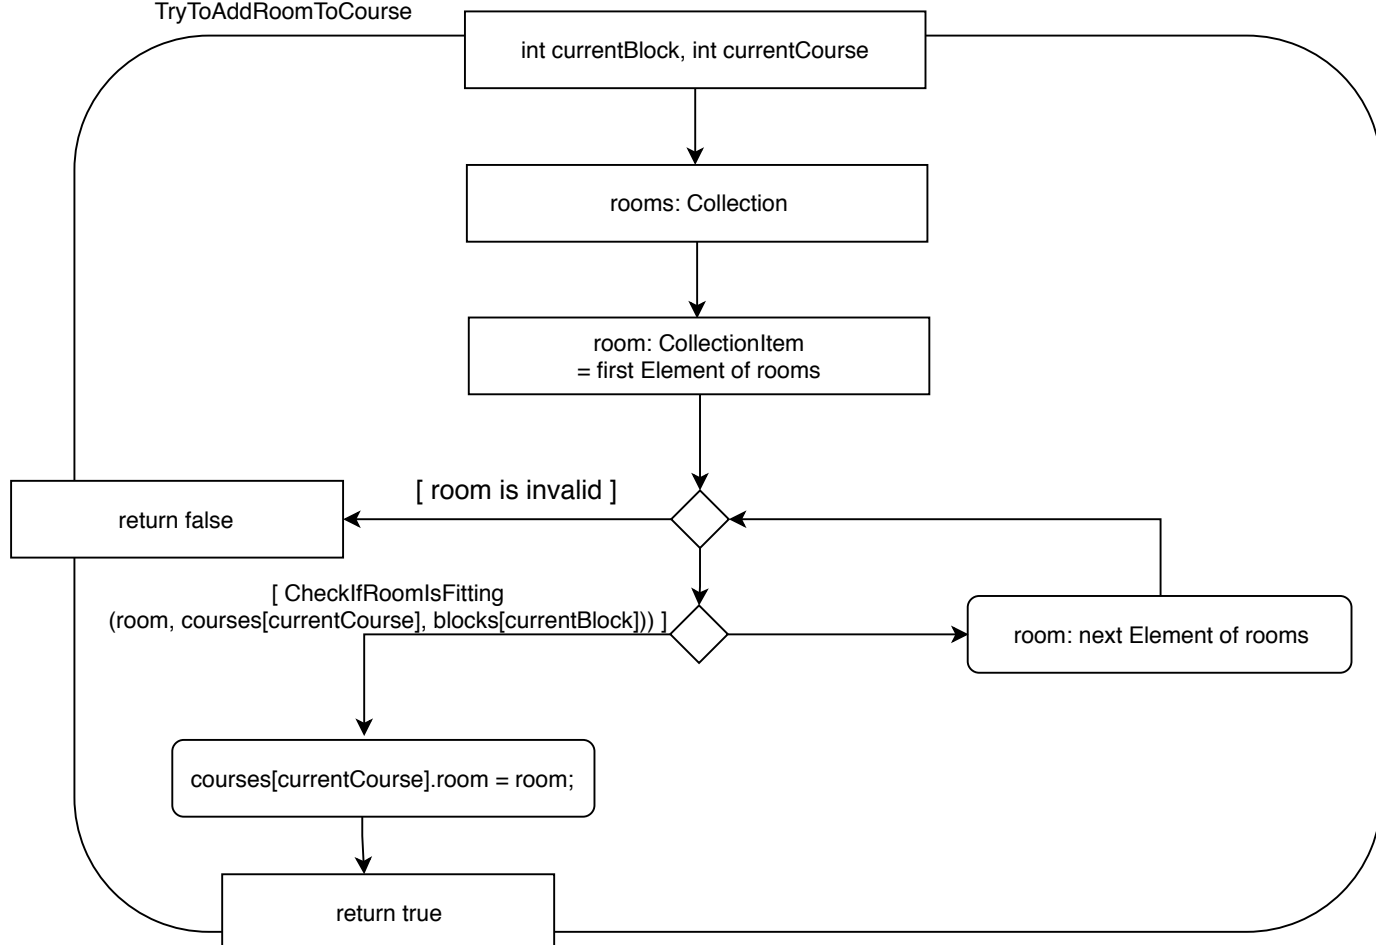 TryToAddRoomToCourse
int currentBlock, int currentCourse
rooms: Collection
room: CollectionItem
= first Element of rooms
[ room is invalid ]
return false
[ CheckIfRoomIsFitting
(room, courses[currentCourse], blocks[currentBlock])) ]
room: next Element of rooms
courses[currentCourse].room = room;
return true